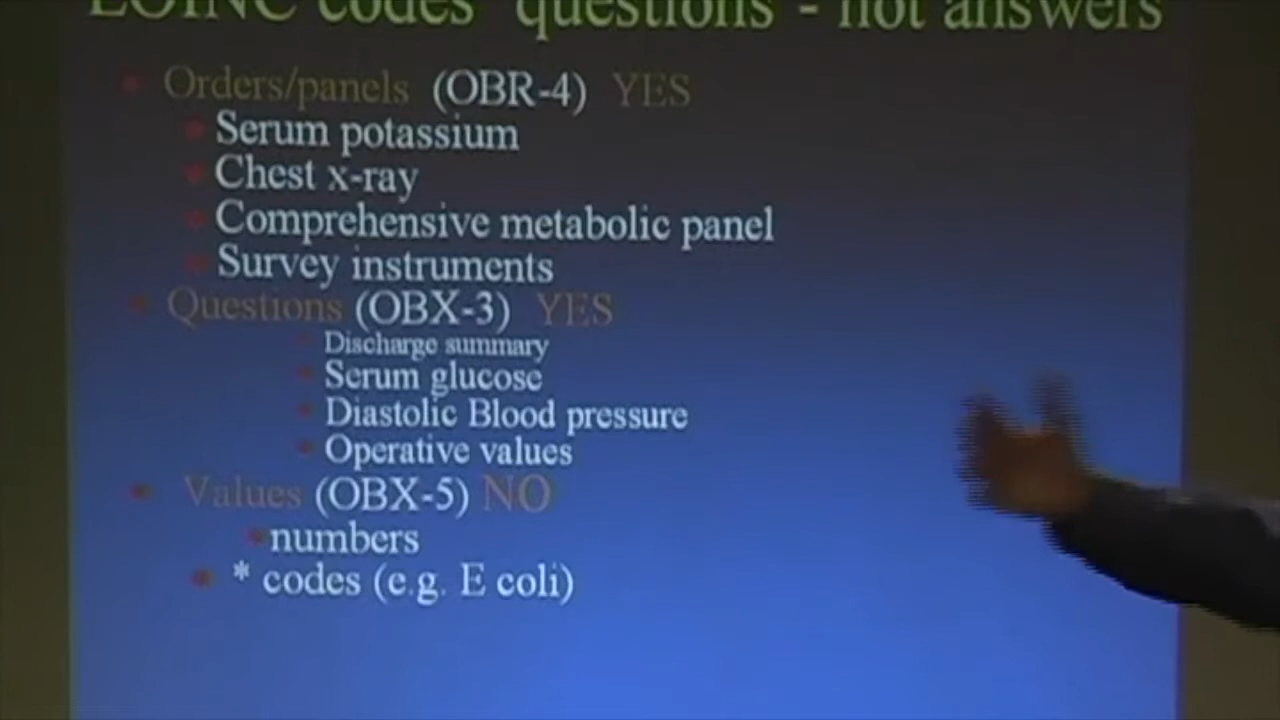 LOINC codes questions - not answers
Orders/panels (OBR-4) YES
Serum potassium
Chest x-ray
Comprehensive metabolic panel
Survey instruments
Questions (OBX-3) YES
Discharge summary
Serum glucose
Diastolic Blood pressure
Operative values
Values (OBX-5) NO
numbers
* codes (e.g. E coli)